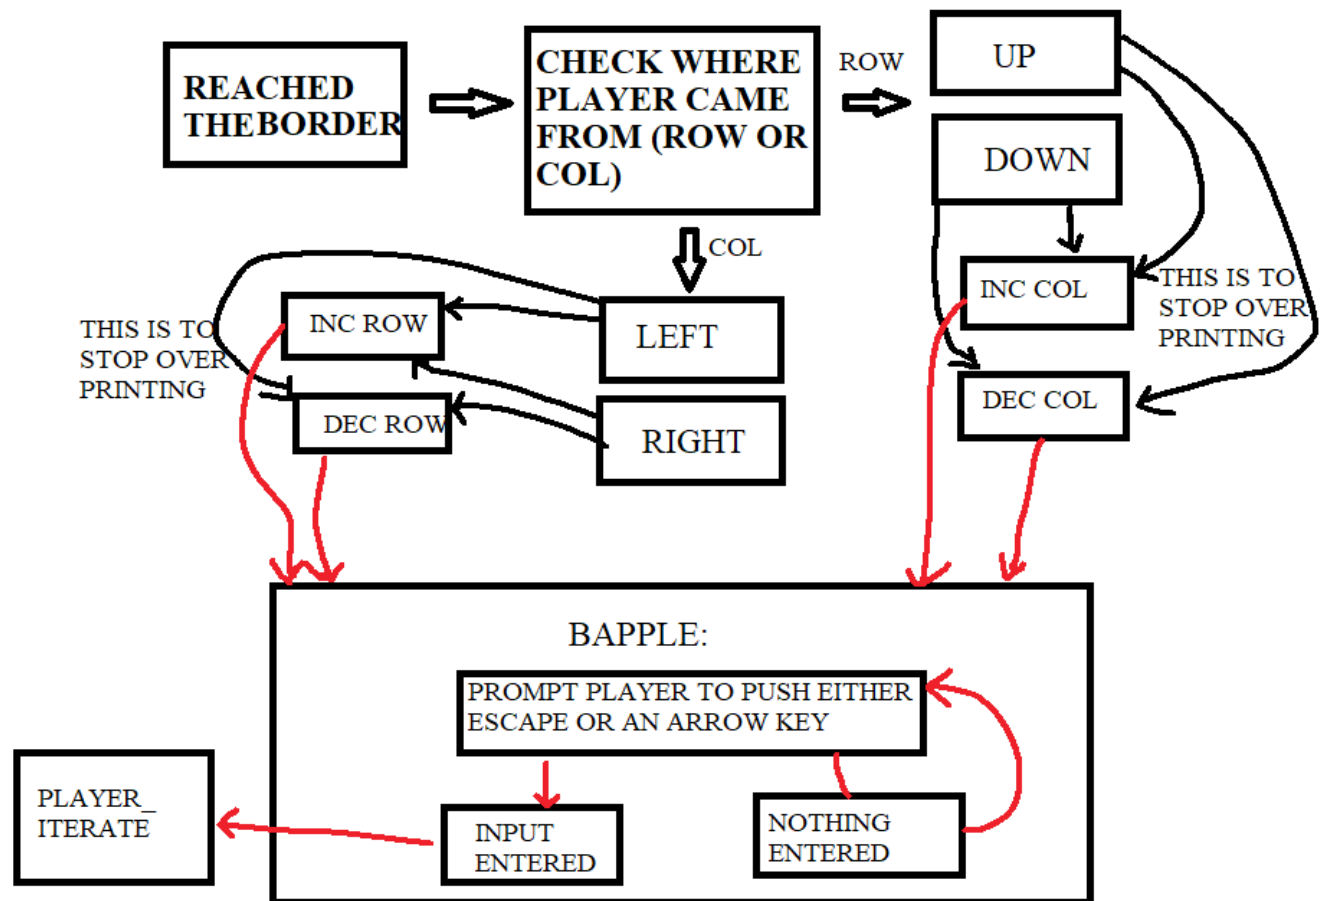 REACHED
THEBORDER
CHECK WHERE
PLAYER CAME
FROM (ROW OR
COL)
ROW
UP
DOWN
COL
INC COL
THIS IS TO
STOP OVER
PRINTING
DEC COL
INC ROW
THIS IS TO
STOP OVER
PRINTING
LEFT
DEC ROW
RIGHT
BAPPLE:
PROMPT PLAYER TO PUSH EITHER
ESCAPE OR AN ARROW KEY
PLAYER_
ITERATE
INPUT
ENTERED
NOTHING
ENTERED